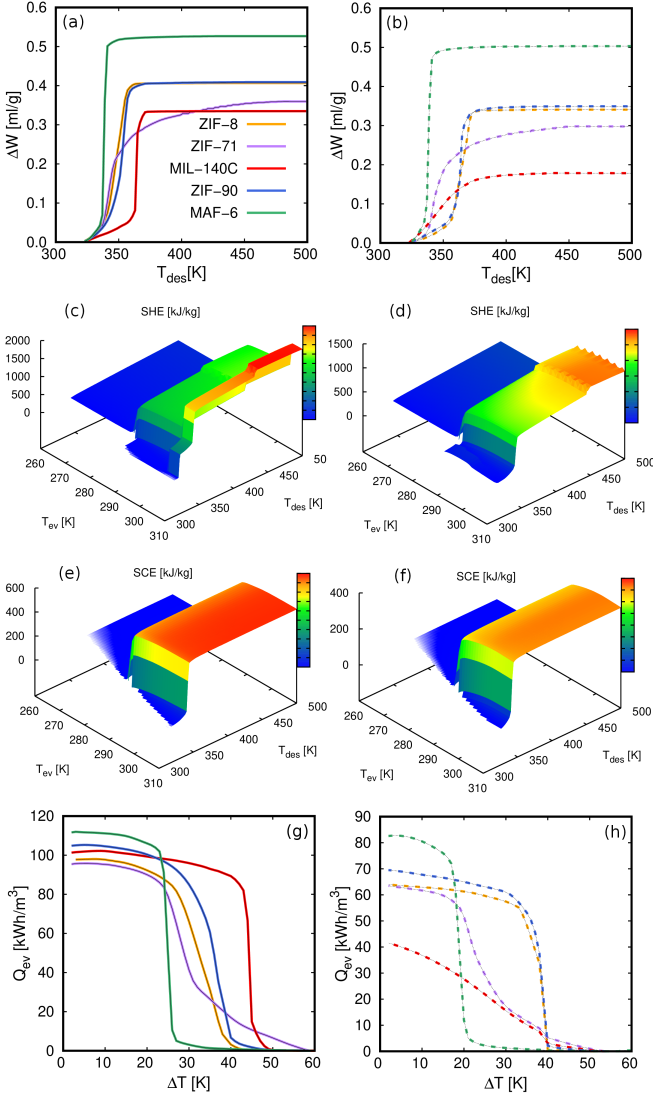 (a)
0.6
0.5
0.4
0.3
0.2
0.1
0.0
ΔW [ml/g]
ZIF−8
ZIF−71
MIL−140C
ZIF−90
MAF−6
300 350 400 450 500
T_des[K]
(b)
0.6
0.5
0.4
0.3
0.2
0.1
0.0
ΔW [ml/g]
300 350 400 450 500
T_des[K]
(c)
SHE [kJ/kg]
2000
1500
1000
500
0
260 270 280 290 300 310
T_ev [K]
300 350 400 450 50
T_des [K]
(d)
SHE [kJ/kg]
1500
1000
500
0
260 270 280 290 300 310
T_ev [K]
300 350 400 450 500
T_des [K]
(e)
SCE [kJ/kg]
600
400
200
0
260 270 280 290 300 310
T_ev [K]
300 350 400 450 500
T_des [K]
(f)
SCE [kJ/kg]
400
200
0
260 270 280 290 300 310
T_ev [K]
300 350 400 450 500
T_des [K]
(g)
120
100
80
60
40
20
0
Q_ev [kWh/m³]
0 10 20 30 40 50 60
ΔT [K]
(h)
90
80
70
60
50
40
30
20
10
0
Q_ev [kWh/m³]
0 10 20 30 40 50 60
ΔT [K]